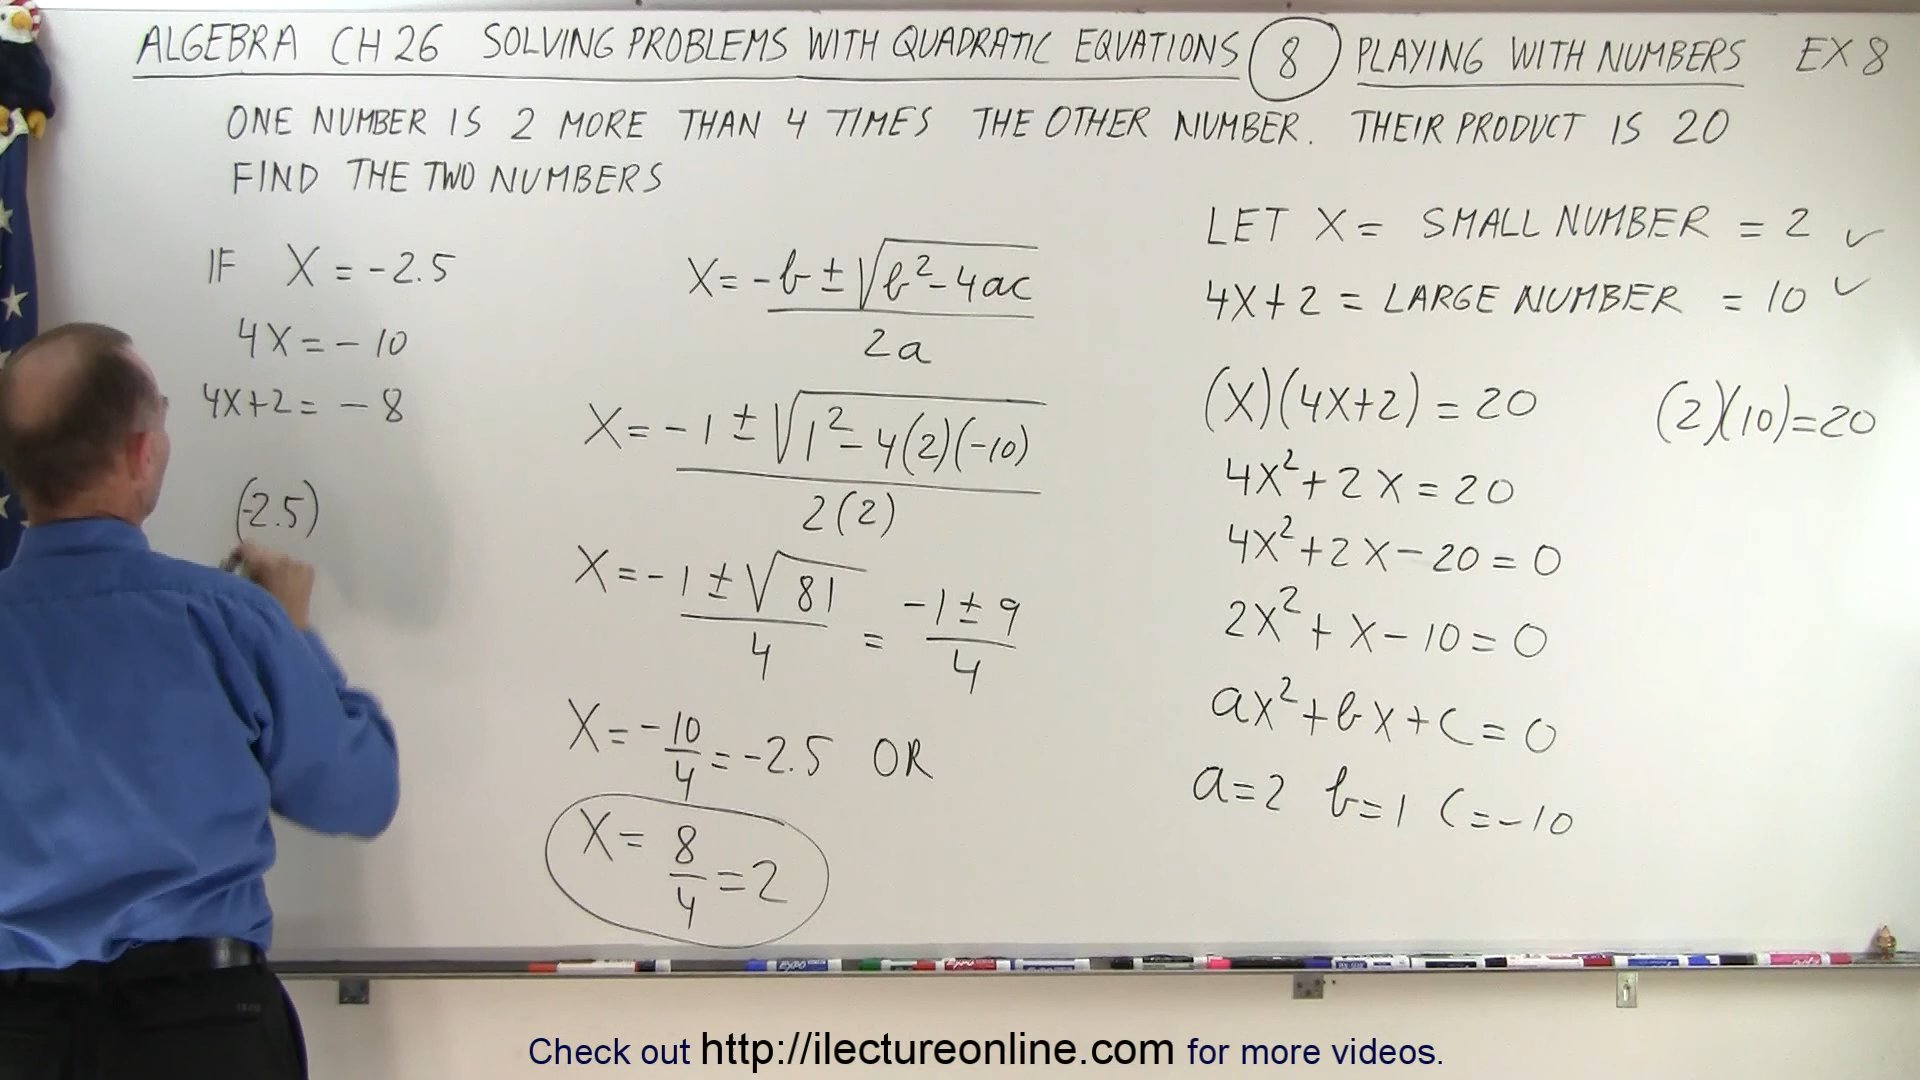 ALGEBRA CH 26 SOLVING PROBLEMS WITH QUADRATIC EQUATIONS 8 PLAYING WITH NUMBERS EX 8
ONE NUMBER IS 2 MORE THAN 4 TIMES THE OTHER NUMBER. THEIR PRODUCT IS 20
FIND THE TWO NUMBERS
IF X = -2.5
4X = -10
4X+2 = -8
(-2.5)
X = -b ± √(b² - 4ac) / 2a
X = -1 ± √(1² - 4(2)(-10)) / 2(2)
X = -1 ± √81 / 4 = -1 ± 9 / 4
X = -10/4 = -2.5 OR
X = 8/4 = 2
LET X = SMALL NUMBER = 2 ✓
4X+2 = LARGE NUMBER = 10 ✓
(X)(4X+2) = 20 (2)(10)=20
4X²+2X = 20
4X²+2X-20 = 0
2X²+X-10 = 0
aX²+bX+C = 0
a=2 b=1 C=-10
EXPO
Check out http://ilectureonline.com for more videos.